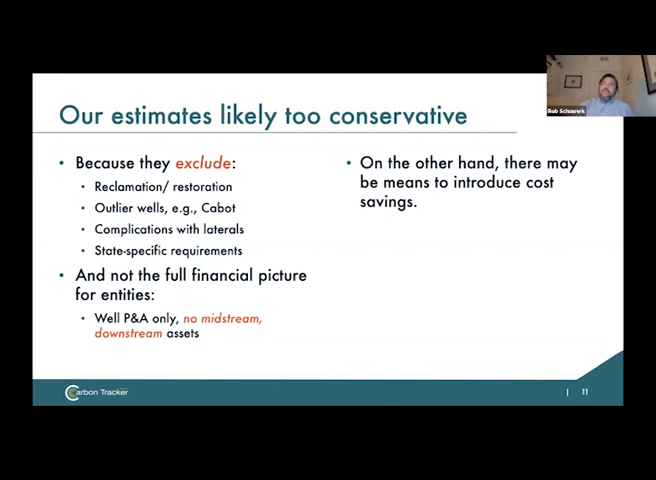 Our estimates likely too conservative
• Because they exclude:
• Reclamation/ restoration
• Outlier wells, e.g., Cabot
• Complications with laterals
• State-specific requirements
• And not the full financial picture
for entities:
• Well P&A only, no midstream,
downstream assets
• On the other hand, there may
be means to introduce cost
savings.
Bob Schuwerk
Carbon Tracker
| 11